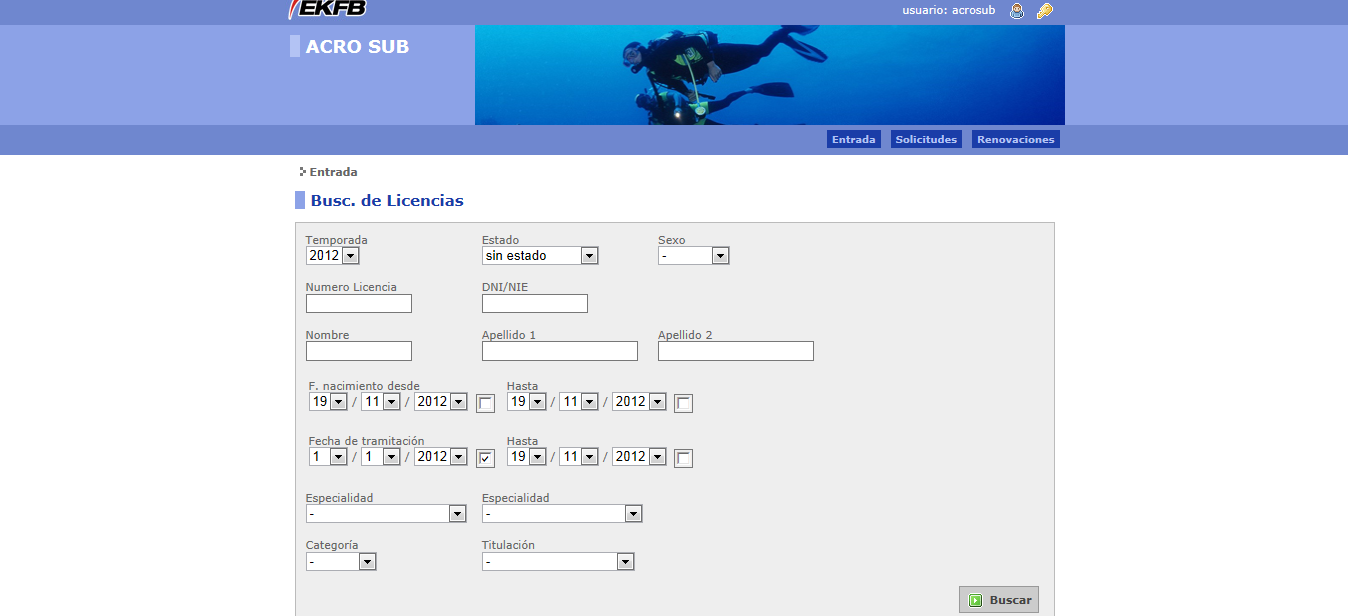 EKFB
usuario: acrosub
ACRO SUB
Entrada Solicitudes Renovaciones
Entrada
Busc. de Licencias
Temporada Estado Sexo
2012 sin estado -
Numero Licencia DNI/NIE
Nombre Apellido 1 Apellido 2
F. nacimiento desde Hasta
19 / 11 / 2012 19 / 11 / 2012
Fecha de tramitación Hasta
1 / 1 / 2012 19 / 11 / 2012
Especialidad Especialidad
- -
Categoría Titulación
- -
Buscar